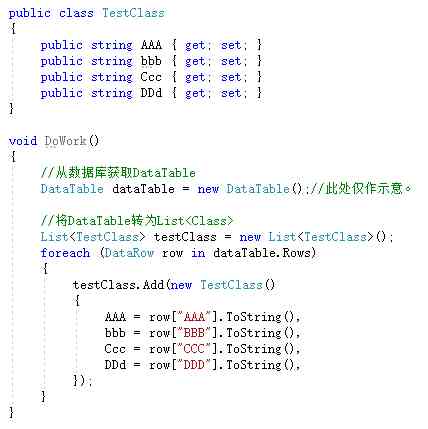 public class TestClass
{
    public string AAA { get; set; }
    public string bbb { get; set; }
    public string Ccc { get; set; }
    public string DDd { get; set; }
}
void DoWork()
{
    //从数据库获取DataTable
    DataTable dataTable = new DataTable();//此处仅作示意。
    //将DataTable转为List<Class>
    List<TestClass> testClass = new List<TestClass>();
    foreach (DataRow row in dataTable.Rows)
    {
        testClass.Add(new TestClass()
        {
            AAA = row["AAA"].ToString(),
            bbb = row["BBB"].ToString(),
            Ccc = row["CCC"].ToString(),
            DDd = row["DDD"].ToString(),
        });
    }
}